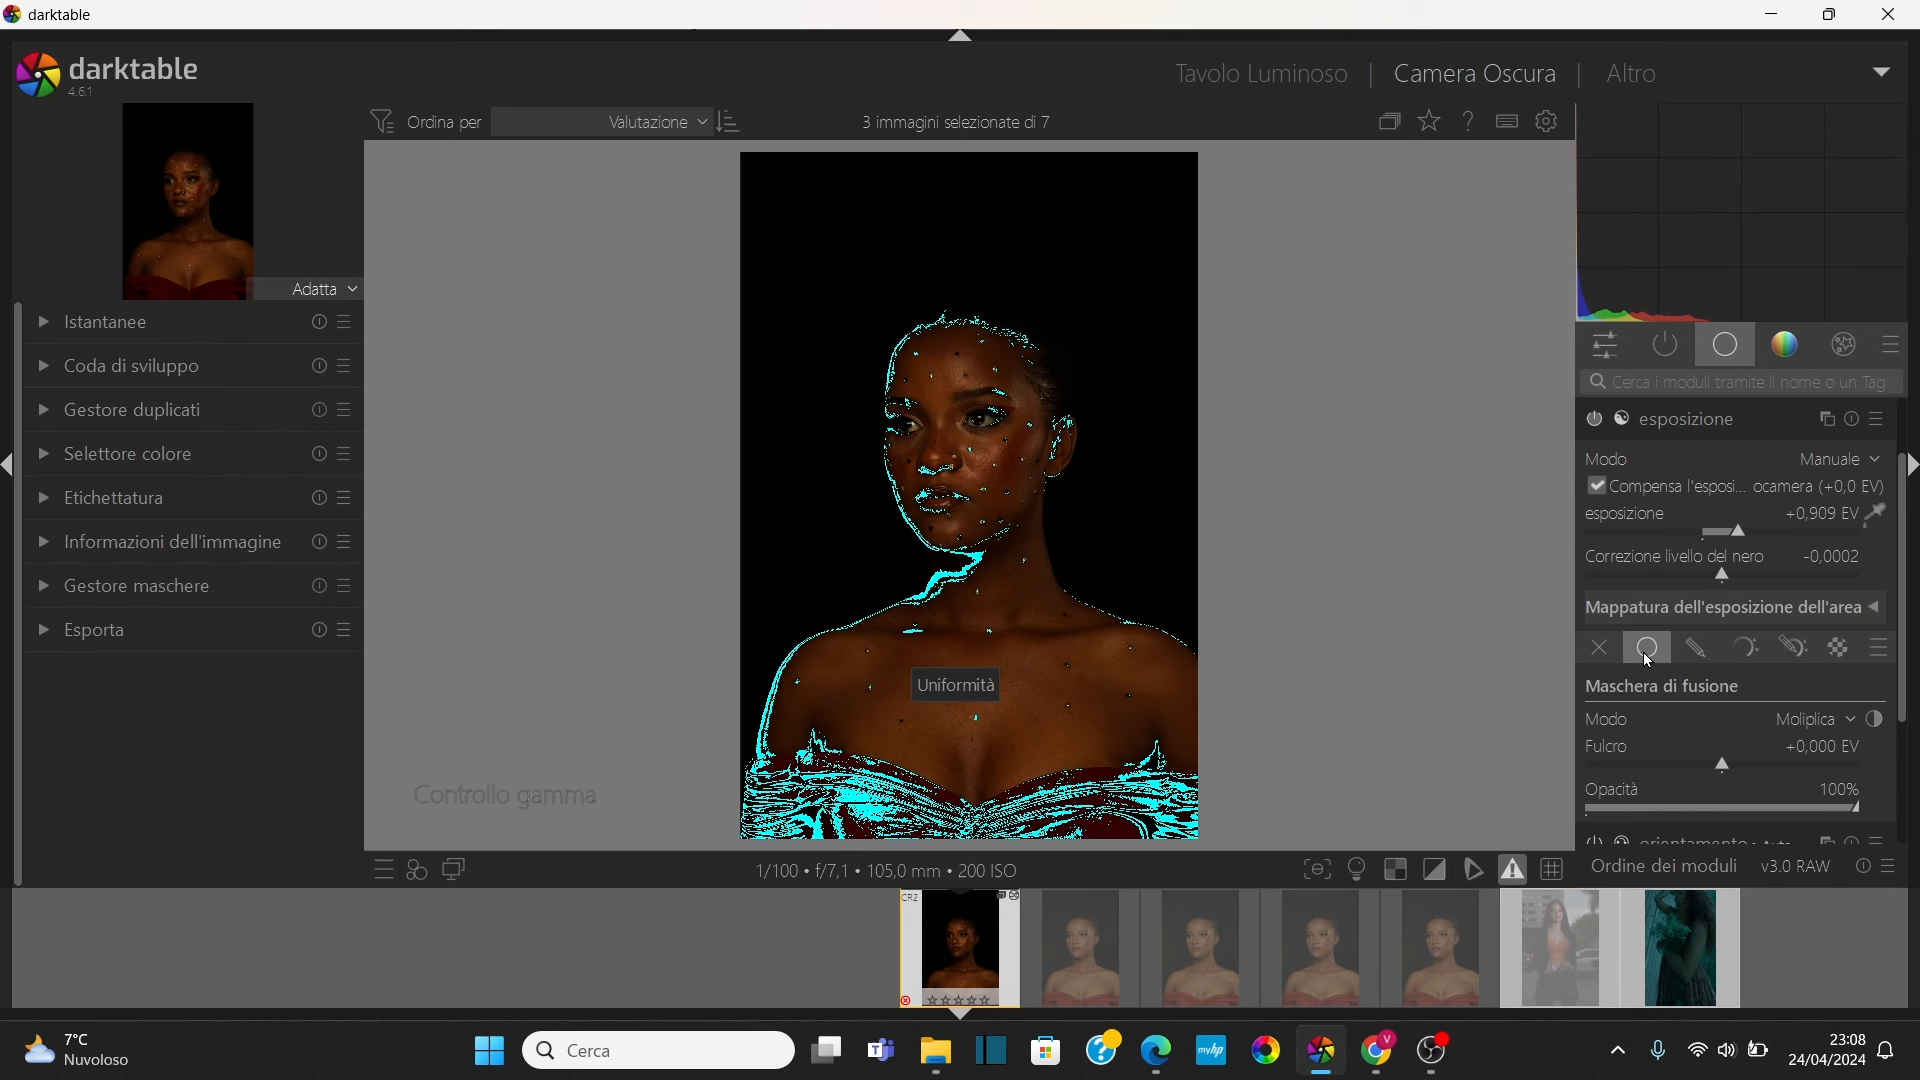 darktable
darktable
4.6.1
Tavolo Luminoso | Camera Oscura | Altro
Ordina per Valutazione
3 immagini selezionate di 7
Adatta
Istantanee
Coda di sviluppo
Gestore duplicati
Selettore colore
Etichettatura
Informazioni dell'immagine
Gestore maschere
Esporta
Uniformità
Controllo gamma
Cerca i moduli tramite il nome o un Tag
esposizione
Modo Manuale
Compensa l'esposi... ocamera (+0,0 EV)
esposizione +0,909 EV
Correzione livello del nero -0,0002
Mappatura dell'esposizione dell'area
Maschera di fusione
Modo Moliplica
Fulcro +0,000 EV
Opacità 100%
1/100 • f/7,1 • 105,0 mm • 200 ISO
Ordine dei moduli v3.0 RAW
CR2
7°C
Nuvoloso
Cerca
myhp
V
23:08
24/04/2024